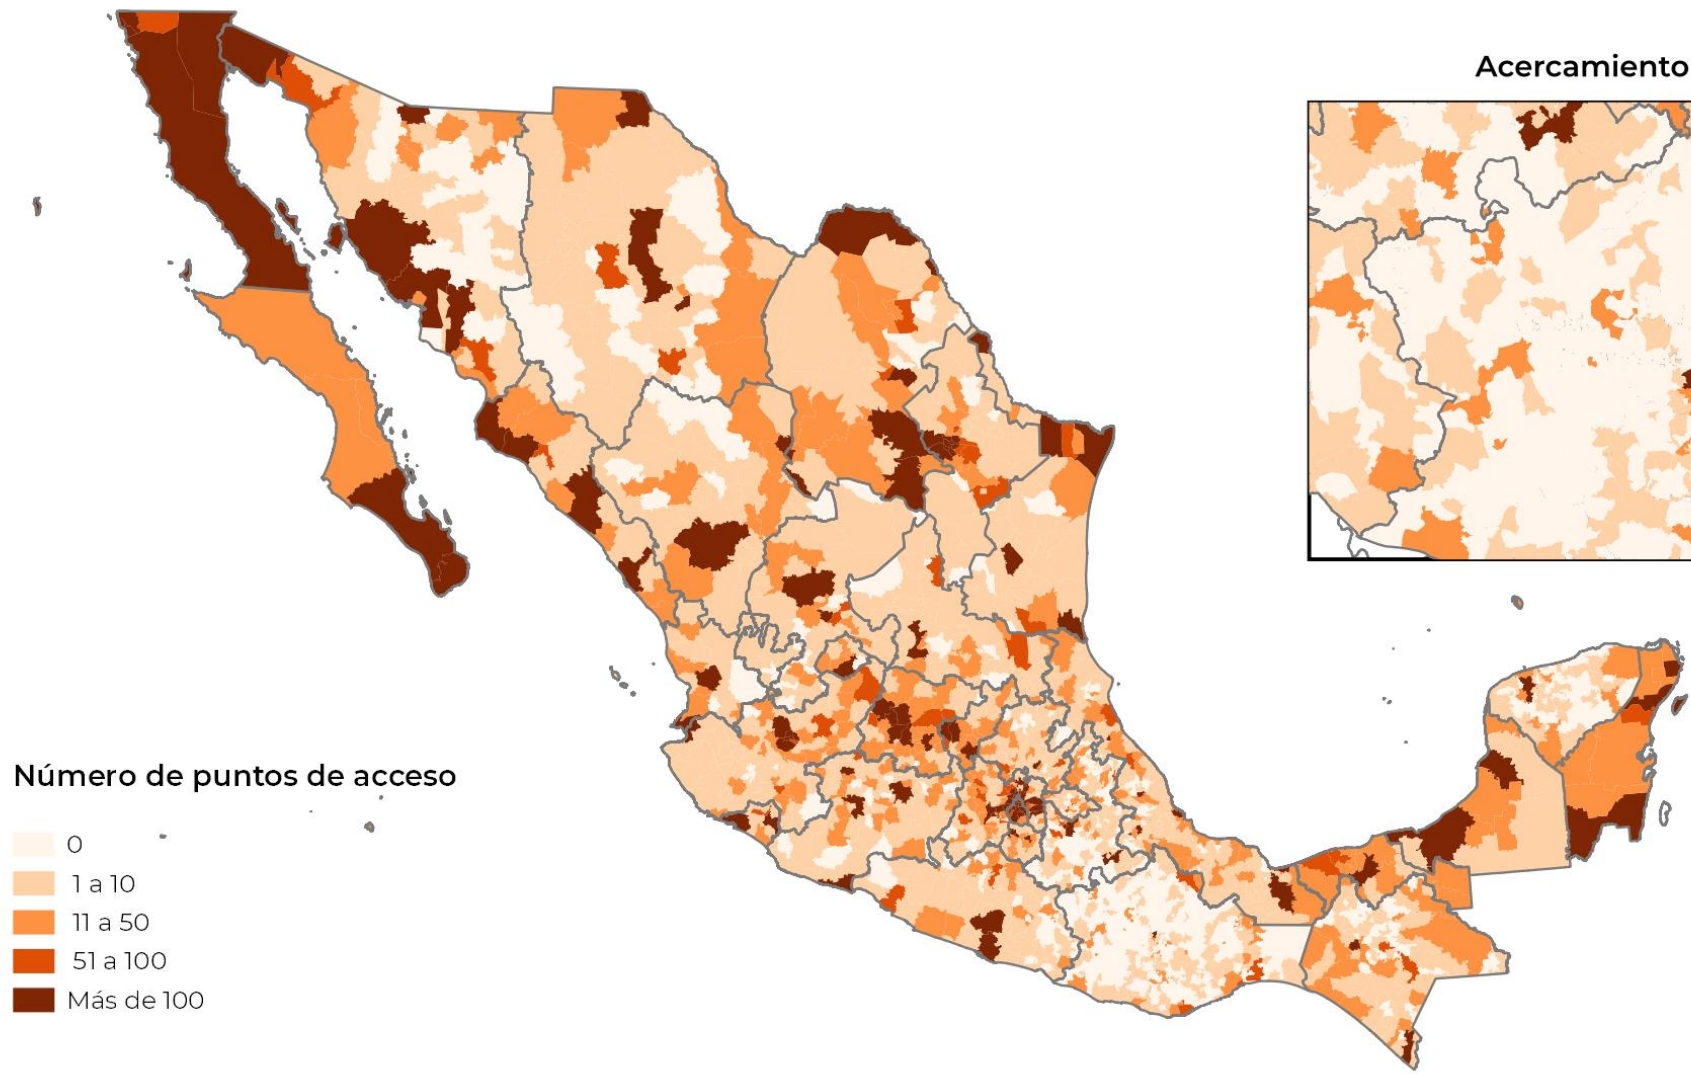 Acercamiento
Número de puntos de acceso
0
1 a 10
11 a 50
51 a 100
Más de 100